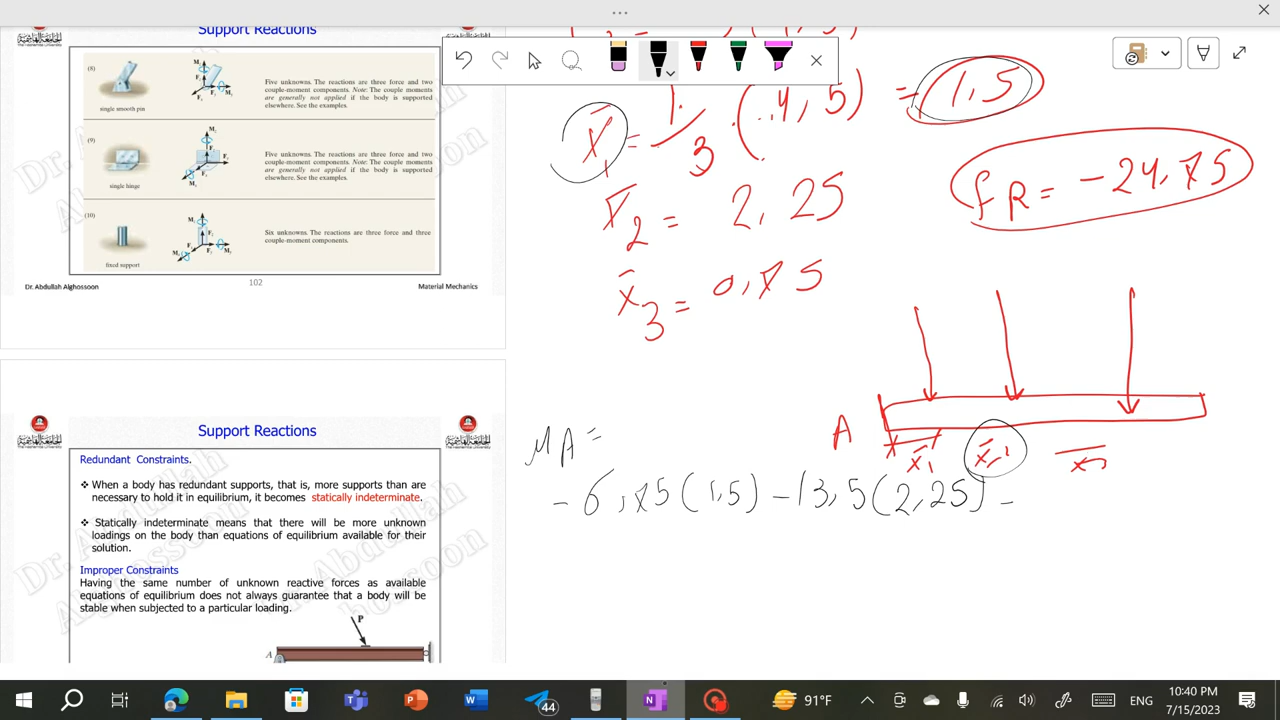 Support Reactions
(8)
single smooth pin
Five unknowns. The reactions are three force and two
couple-moment components. Note: The couple moments
are generally not applied if the body is supported
elsewhere. See the examples.
(9)
single hinge
Five unknowns. The reactions are three force and two
couple-moment components. Note: The couple moments
are generally not applied if the body is supported
elsewhere. See the examples.
(10)
fixed support
Six unknowns. The reactions are three force and three
couple-moment components.
Dr. Abdullah Alghossoon
102
Material Mechanics
Support Reactions
Redundant Constraints.
❖ When a body has redundant supports, that is, more supports than are
necessary to hold it in equilibrium, it becomes statically indeterminate.
❖ Statically indeterminate means that there will be more unknown
loadings on the body than equations of equilibrium available for their
solution.
Improper Constraints
Having the same number of unknown reactive forces as available
equations of equilibrium does not always guarantee that a body will be
stable when subjected to a particular loading.
P
A
x̄1 = 1/3 (4,5) = 1,5
x̄2 = 2,25
x̄3 = 0,75
fR = -24,75
A
x̄1
MA =
- 6,75(1,5) - 13,5(2,25) -
44
91°F
ENG
10:40 PM
7/15/2023